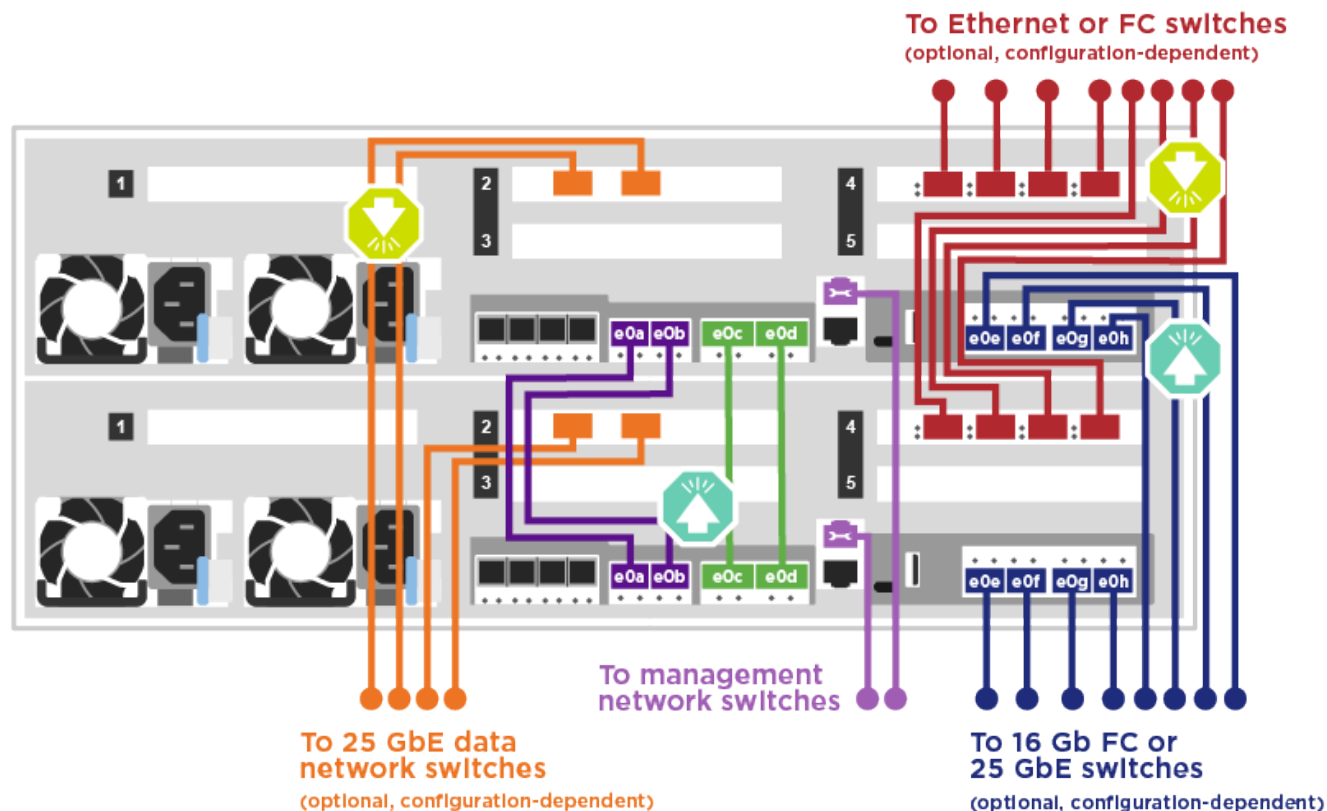 To Ethernet or FC switches
(optional, configuration-dependent)
1
2
4
3
5
e0a e0b e0c e0d
e0e e0f e0g e0h
1
2
4
3
5
e0a e0b e0c e0d
e0e e0f e0g e0h
To management
network switches
To 25 GbE data
network switches
(optional, configuration-dependent)
To 16 Gb FC or
25 GbE switches
(optional, configuration-dependent)